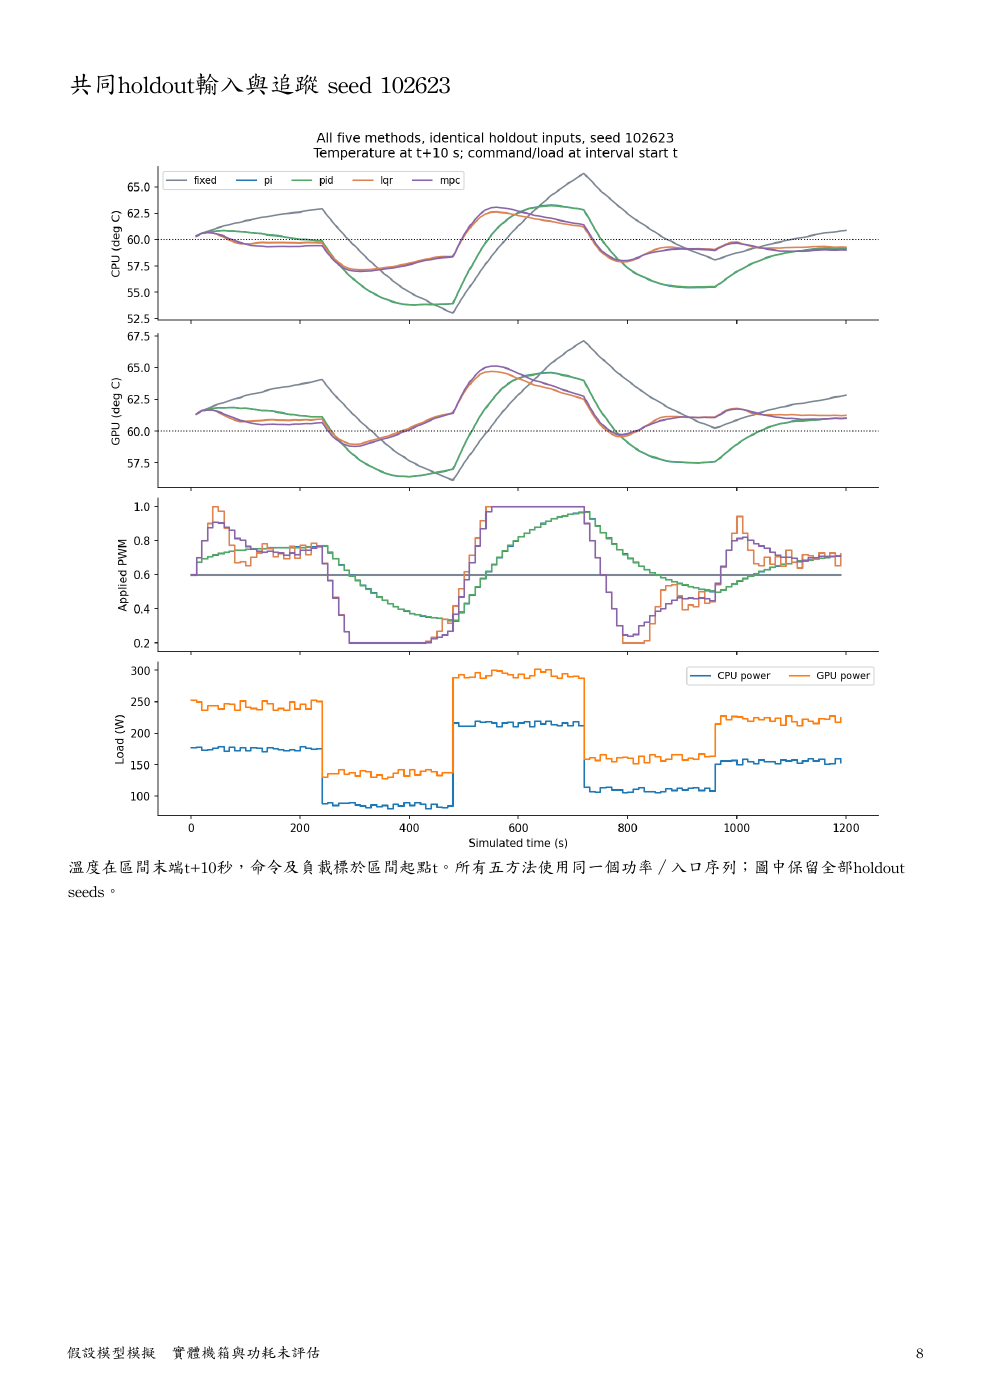 共同holdout輸入與追蹤 seed 102623
All five methods, identical holdout inputs, seed 102623
Temperature at t+10 s; command/load at interval start t
fixed pi pid lqr mpc
CPU (deg C)
65.0
62.5
60.0
57.5
55.0
52.5
GPU (deg C)
67.5
65.0
62.5
60.0
57.5
Applied PWM
1.0
0.8
0.6
0.4
0.2
CPU power GPU power
Load (W)
300
250
200
150
100
0 200 400 600 800 1000 1200
Simulated time (s)
溫度在區間末端t+10秒，命令及負載標於區間起點t。所有五方法使用同一個功率／入口序列；圖中保留全部holdout
seeds。
假設模型模擬 實體機箱與功耗未評估 8